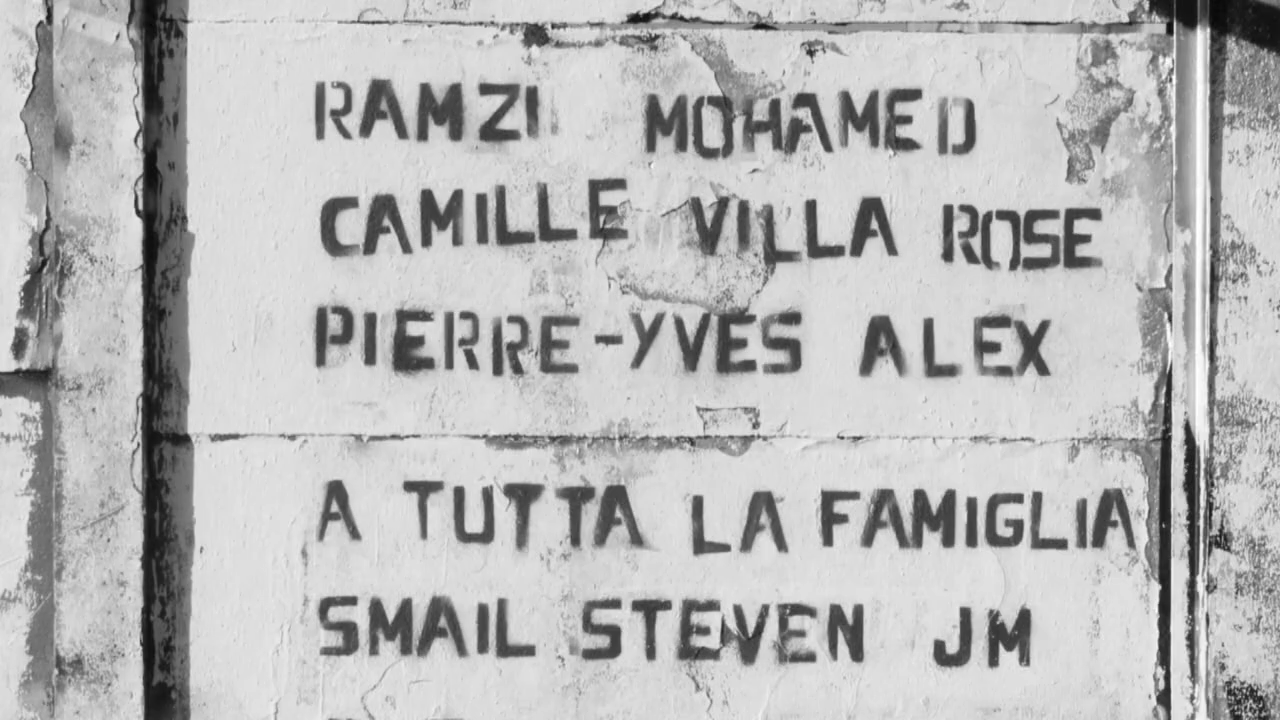 RAMZI MOHAMED
CAMILLE VILLA ROSE
PIERRE-YVES ALEX
A TUTTA LA FAMIGLIA
SMAIL STEVEN JM